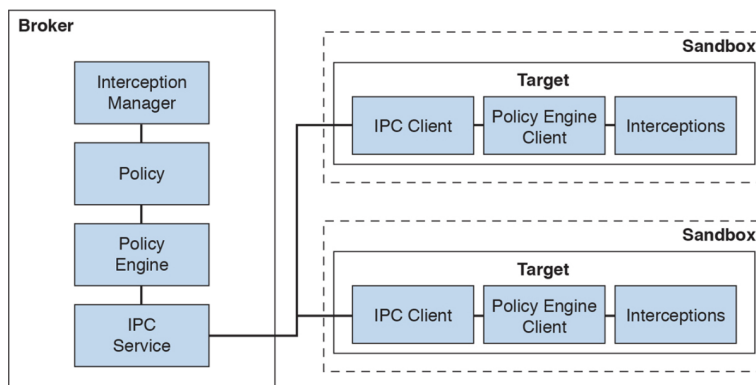 Broker
Interception
Manager
Policy
Policy
Engine
IPC
Service
Sandbox
Target
IPC Client
Policy Engine
Client
Interceptions
Sandbox
Target
IPC Client
Policy Engine
Client
Interceptions